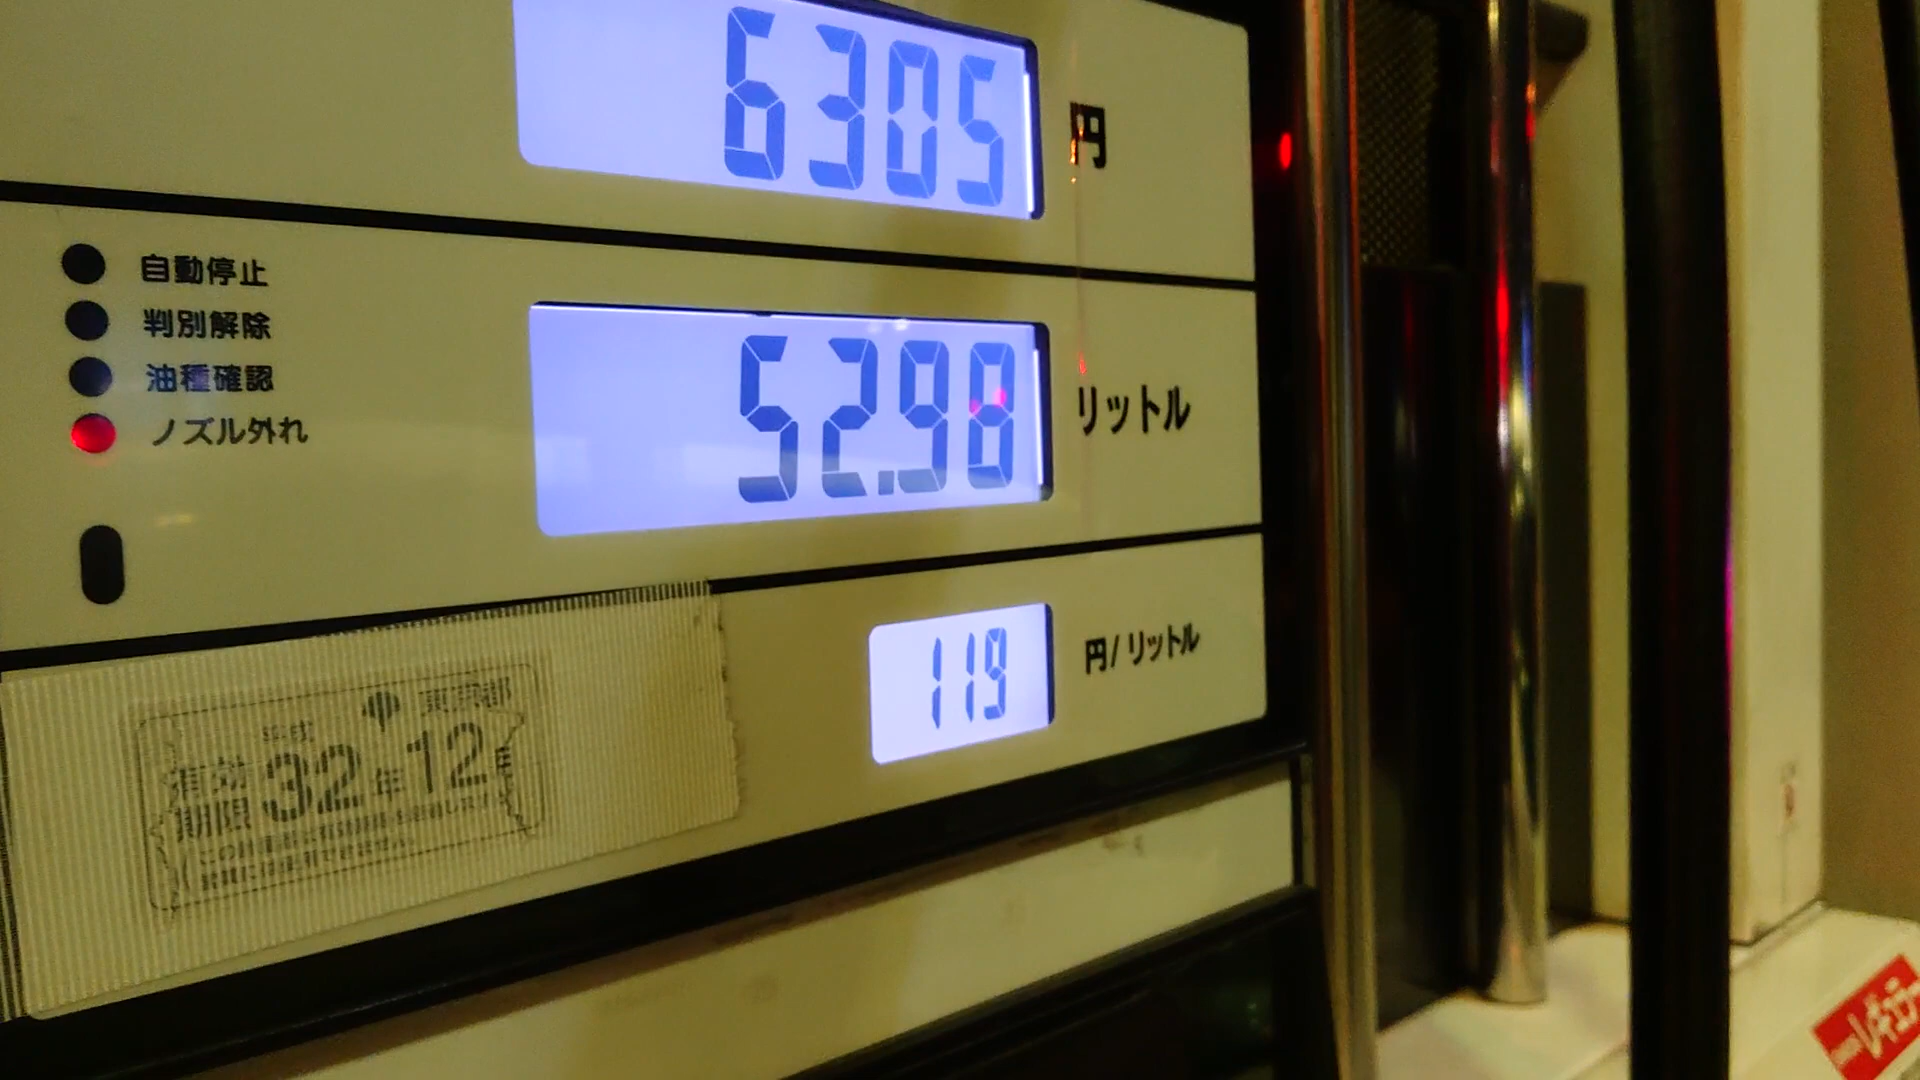 6305 円
自動停止
判別解除
油種確認
ノズル外れ
52.98 リットル
119 円/リットル
東京都
平成
有効期限 32年12月
レギュラー